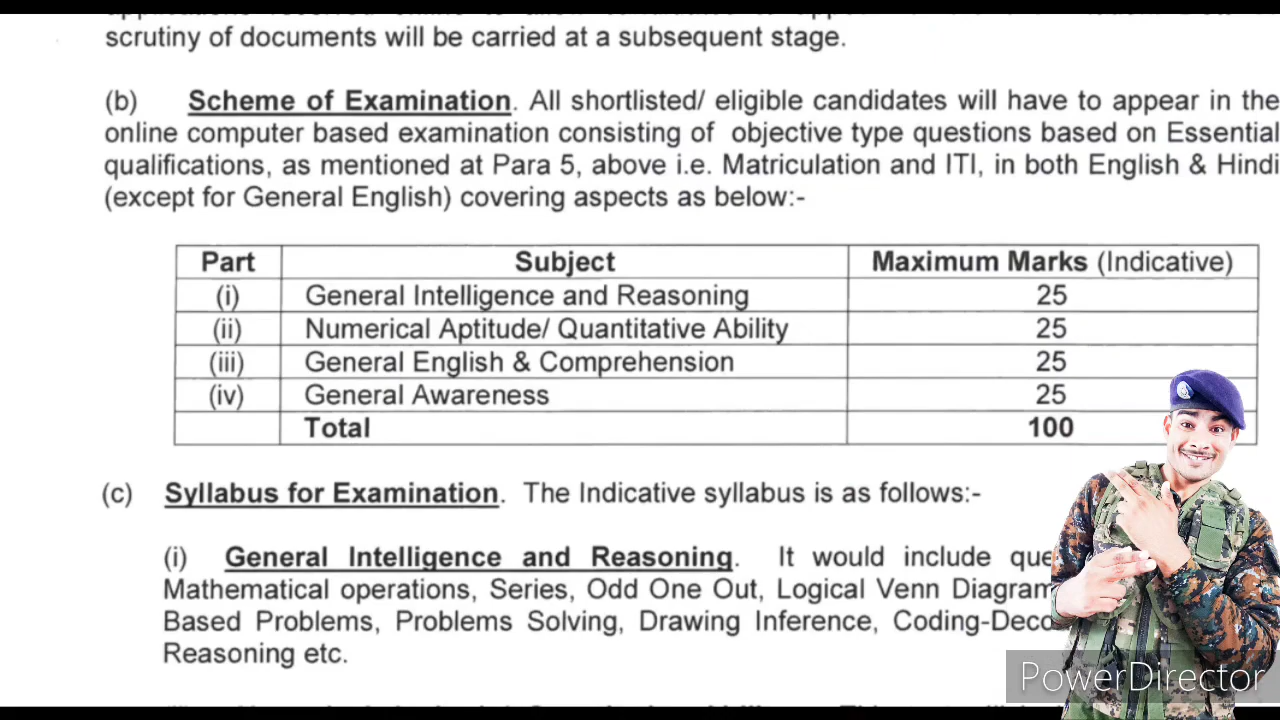 scrutiny of documents will be carried at a subsequent stage.
(b) Scheme of Examination. All shortlisted/ eligible candidates will have to appear in the
online computer based examination consisting of objective type questions based on Essential
qualifications, as mentioned at Para 5, above i.e. Matriculation and ITI, in both English & Hindi
(except for General English) covering aspects as below:-
Part Subject Maximum Marks (Indicative)
(i) General Intelligence and Reasoning 25
(ii) Numerical Aptitude/ Quantitative Ability 25
(iii) General English & Comprehension 25
(iv) General Awareness 25
Total 100
(c) Syllabus for Examination. The Indicative syllabus is as follows:-
(i) General Intelligence and Reasoning. It would include que
Mathematical operations, Series, Odd One Out, Logical Venn Diagram
Based Problems, Problems Solving, Drawing Inference, Coding-Deco
Reasoning etc.
PowerDirector